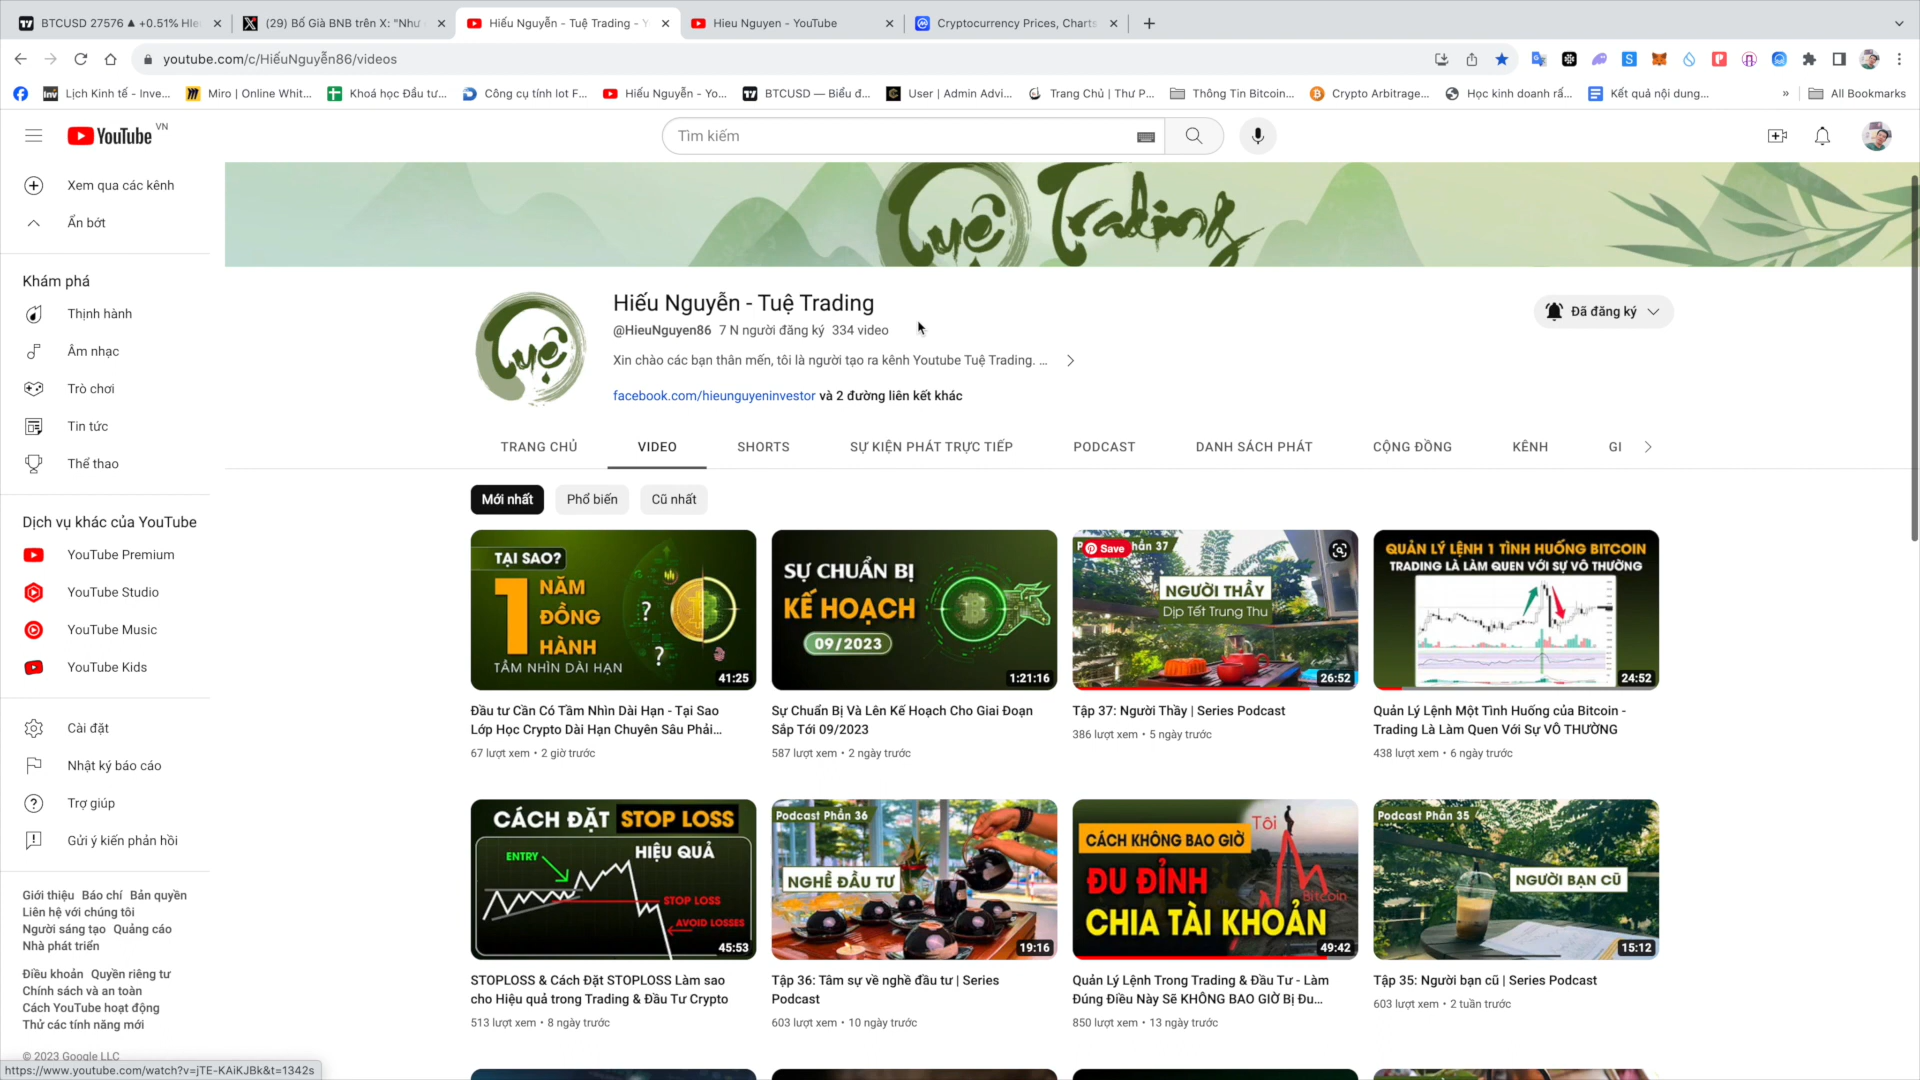 BTCUSD 27576 ▲ +0.51% Hiế
(29) Bố Già BNB trên X: "Như
Hiếu Nguyễn - Tuệ Trading - Y
Hieu Nguyen - YouTube
Cryptocurrency Prices, Charts
youtube.com/c/HiếuNguyễn86/videos
Lịch Kinh tế - Inve...
Miro | Online Whit...
Khoá học Đầu tư...
Công cụ tính lot F...
Hiếu Nguyễn - Yo...
BTCUSD — Biểu đ...
User | Admin Advi...
Trang Chủ | Thư P...
Thông Tin Bitcoin...
Crypto Arbitrage...
Học kinh doanh rấ...
Kết quả nội dung...
»
All Bookmarks
YouTube VN
Tìm kiếm
Xem qua các kênh
Ẩn bớt
Khám phá
Thịnh hành
Âm nhạc
Trò chơi
Tin tức
Thể thao
Dịch vụ khác của YouTube
YouTube Premium
YouTube Studio
YouTube Music
YouTube Kids
Cài đặt
Nhật ký báo cáo
Trợ giúp
Gửi ý kiến phản hồi
Giới thiệu Báo chí Bản quyền
Liên hệ với chúng tôi
Người sáng tạo Quảng cáo
Nhà phát triển
Điều khoản Quyền riêng tư
Chính sách và an toàn
Cách YouTube hoạt động
Thử các tính năng mới
© 2023 Google LLC
https://www.youtube.com/watch?v=jTE-KAiKJBk&t=1342s
Tuệ Trading
Tuệ
Hiếu Nguyễn - Tuệ Trading
@HieuNguyen86 7 N người đăng ký 334 video
Xin chào các bạn thân mến, tôi là người tạo ra kênh Youtube Tuệ Trading. ...
facebook.com/hieunguyeninvestor và 2 đường liên kết khác
Đã đăng ký
TRANG CHỦ
VIDEO
SHORTS
SỰ KIỆN PHÁT TRỰC TIẾP
PODCAST
DANH SÁCH PHÁT
CỘNG ĐỒNG
KÊNH
GI
Mới nhất
Phổ biến
Cũ nhất
TẠI SAO?
1 NĂM
ĐỒNG
HÀNH
TẦM NHÌN DÀI HẠN
?
?
41:25
Đầu tư Cần Có Tầm Nhìn Dài Hạn - Tại Sao
Lớp Học Crypto Dài Hạn Chuyên Sâu Phải...
67 lượt xem • 2 giờ trước
SỰ CHUẨN BỊ
KẾ HOẠCH
09/2023
1:21:16
Sự Chuẩn Bị Và Lên Kế Hoạch Cho Giai Đoạn
Sắp Tới 09/2023
587 lượt xem • 2 ngày trước
Save
hần 37
NGƯỜI THẦY
Dịp Tết Trung Thu
26:52
Tập 37: Người Thầy | Series Podcast
386 lượt xem • 5 ngày trước
QUẢN LÝ LỆNH 1 TÌNH HUỐNG BITCOIN
TRADING LÀ LÀM QUEN VỚI SỰ VÔ THƯỜNG
24:52
Quản Lý Lệnh Một Tình Huống của Bitcoin -
Trading Là Làm Quen Với Sự VÔ THƯỜNG
438 lượt xem • 6 ngày trước
CÁCH ĐẶT STOP LOSS
HIỆU QUẢ
ENTRY
STOP LOSS
AVOID LOSSES
45:53
STOPLOSS & Cách Đặt STOPLOSS Làm sao
cho Hiệu quả trong Trading & Đầu Tư Crypto
513 lượt xem • 8 ngày trước
Podcast Phần 36
NGHỀ ĐẦU TƯ
19:16
Tập 36: Tâm sự về nghề đầu tư | Series
Podcast
603 lượt xem • 10 ngày trước
CÁCH KHÔNG BAO GIỜ
Tôi
ĐU ĐỈNH
Bitcoin
CHIA TÀI KHOẢN
49:42
Quản Lý Lệnh Trong Trading & Đầu Tư - Làm
Đúng Điều Này Sẽ KHÔNG BAO GIỜ Bị Đu...
850 lượt xem • 13 ngày trước
Podcast Phần 35
NGƯỜI BẠN CŨ
15:12
Tập 35: Người bạn cũ | Series Podcast
603 lượt xem • 2 tuần trước